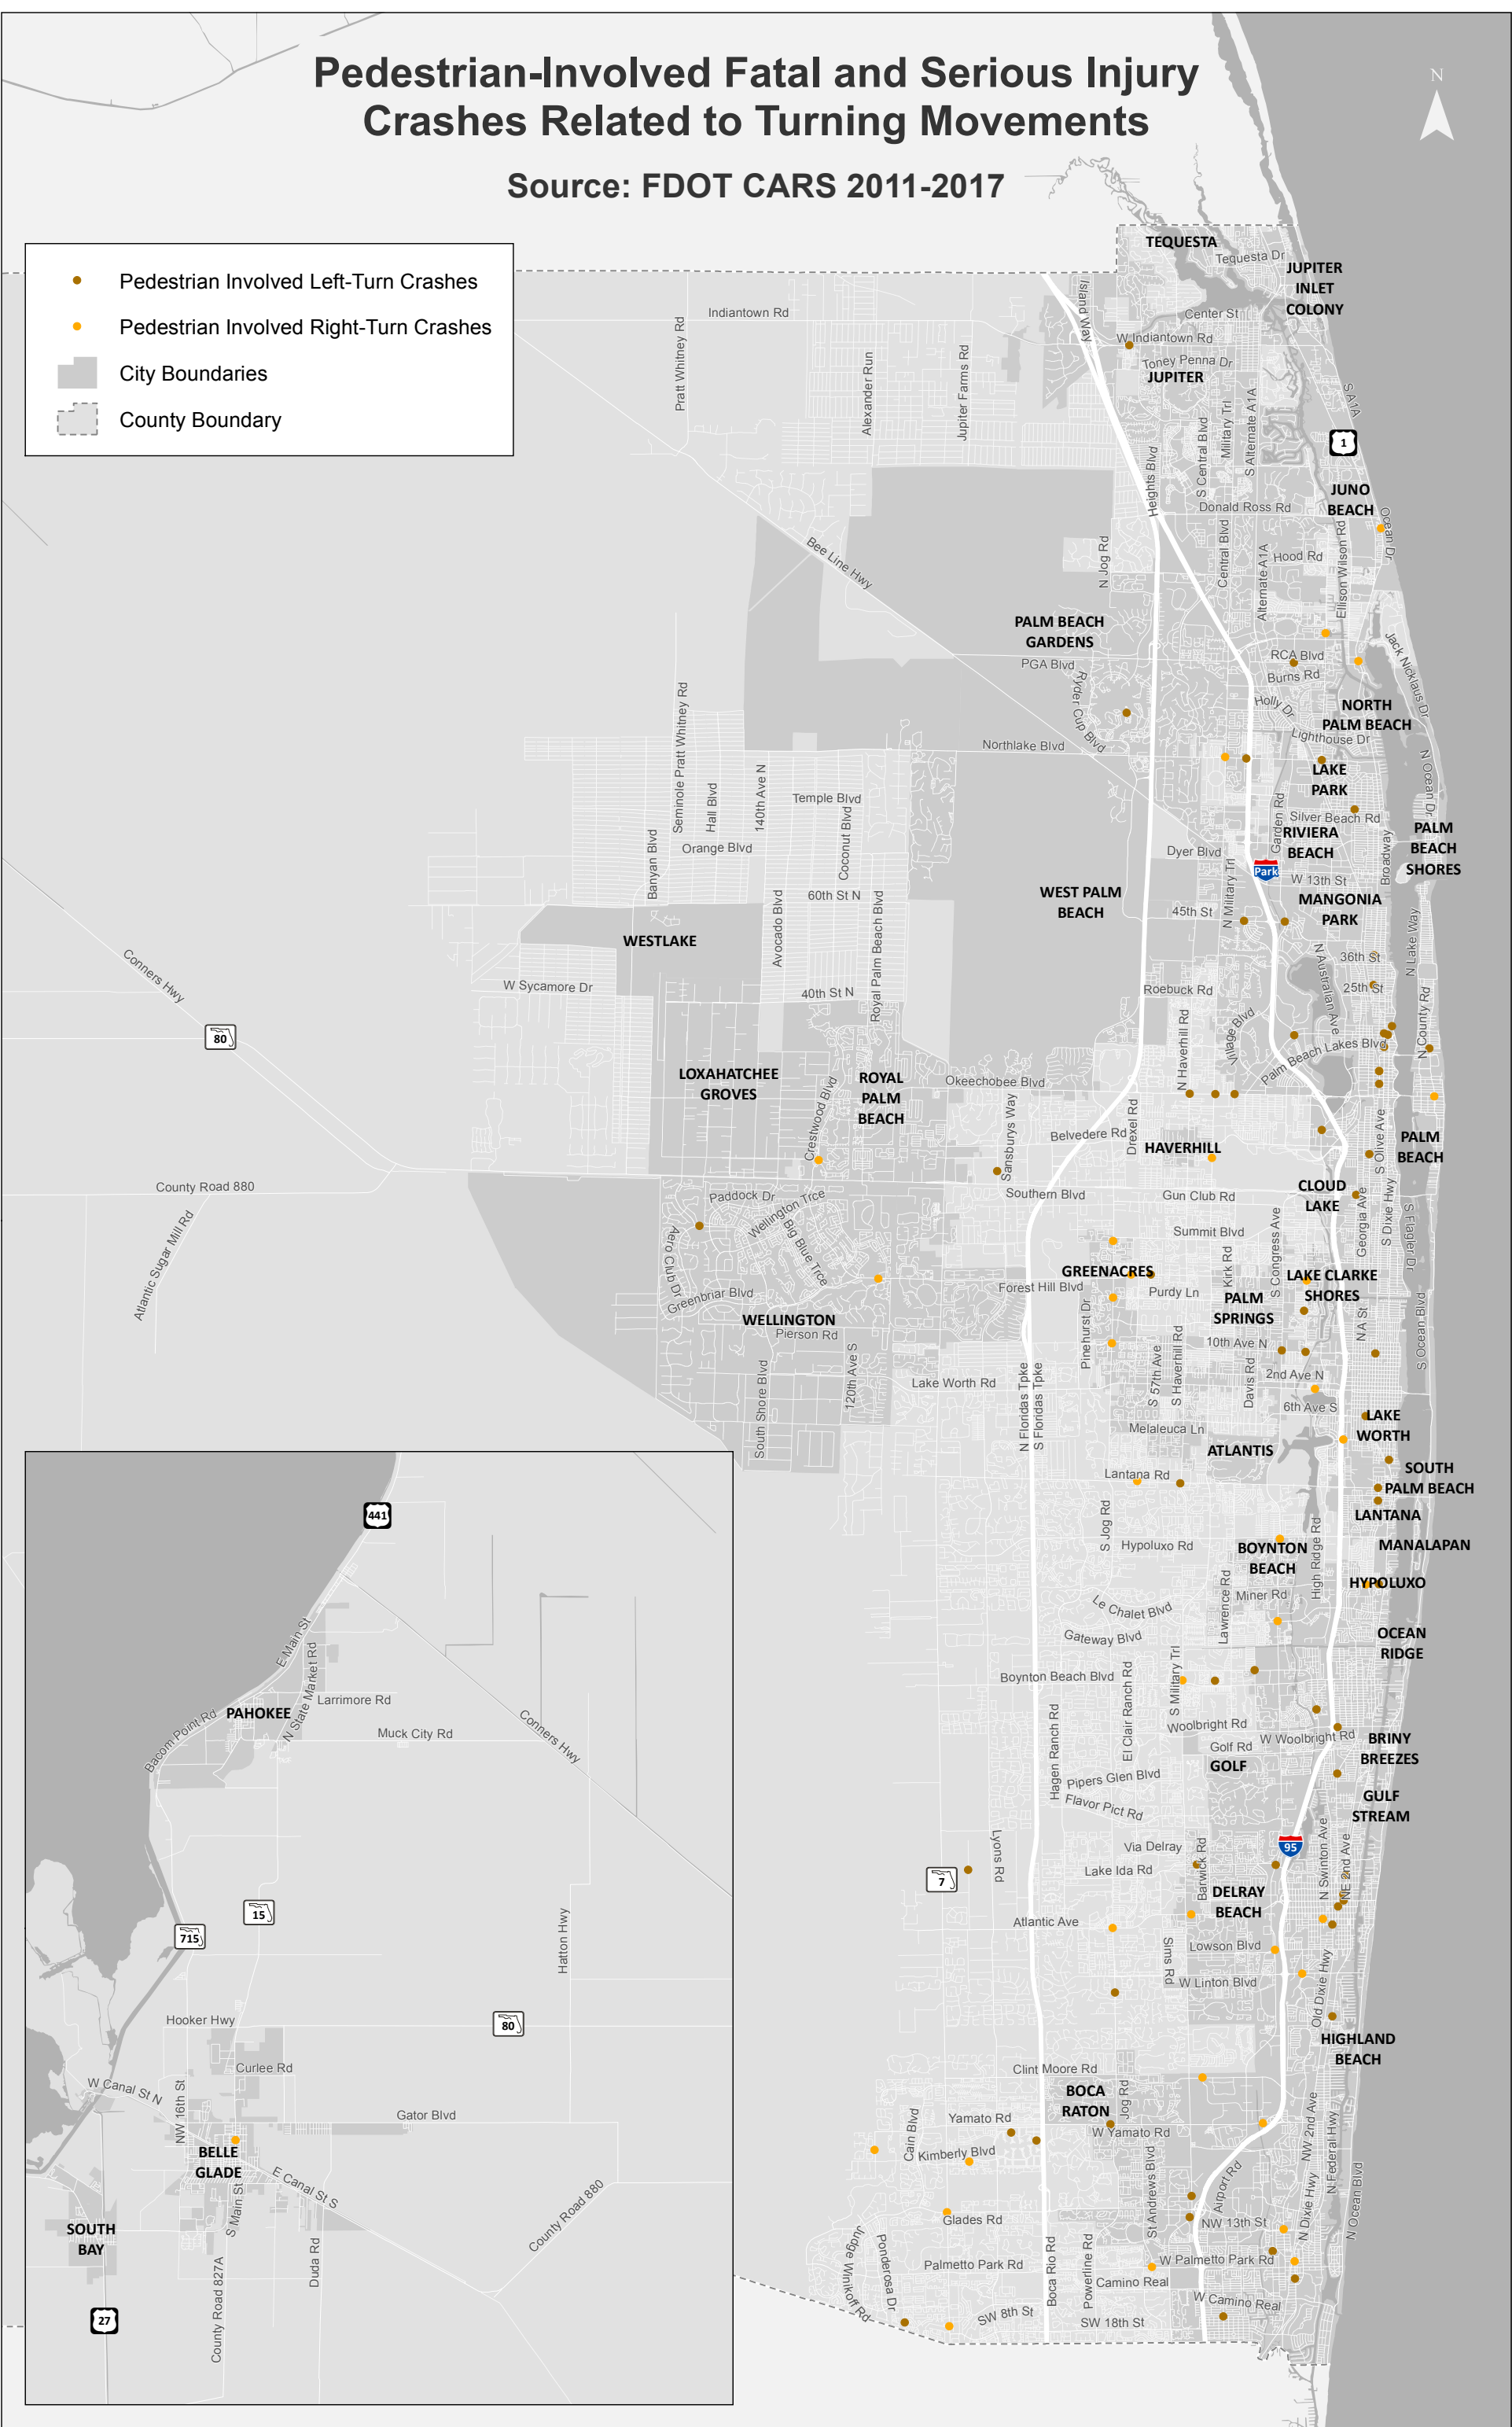 Pedestrian-Involved Fatal and Serious Injury
Crashes Related to Turning Movements
Source: FDOT CARS 2011-2017
N
Pedestrian Involved Left-Turn Crashes
Pedestrian Involved Right-Turn Crashes
City Boundaries
County Boundary
TEQUESTA
Tequesta Dr
JUPITER
INLET
COLONY
Island Way
Center St
Indiantown Rd
Pratt Whitney Rd
Alexander Run
Jupiter Farms Rd
W Indiantown Rd
Toney Penna Dr
JUPITER
S A1A
1
Heights Blvd
S Central Blvd
Military Trl
S Alternate A1A
JUNO
BEACH
Donald Ross Rd
Ocean Dr
Bee Line Hwy
N Jog Rd
Central Blvd
Alternate A1A
Hood Rd
Ellison Wilson Rd
PALM BEACH
GARDENS
PGA Blvd
RCA Blvd
Burns Rd
Jack Nicklaus Dr
Ryder Cup Blvd
Holly Dr
NORTH
PALM BEACH
Lighthouse Dr
Northlake Blvd
LAKE
PARK
N Ocean Dr
Seminole Pratt Whitney Rd
Hall Blvd
140th Ave N
Temple Blvd
Coconut Blvd
Banyan Blvd
Orange Blvd
Garden Rd
Silver Beach Rd
RIVIERA
BEACH
Broadway
PALM
BEACH
SHORES
Dyer Blvd
Park
W 13th St
WEST PALM
BEACH
60th St N
N Military Trl
45th St
MANGONIA
PARK
WESTLAKE
Avocado Blvd
Royal Palm Beach Blvd
N Lake Way
36th St
Conners Hwy
W Sycamore Dr
40th St N
Roebuck Rd
N Australian Ave
25th St
N County Rd
80
N Haverhill Rd
Village Blvd
Palm Beach Lakes Blvd
LOXAHATCHEE
GROVES
ROYAL
PALM
BEACH
Okeechobee Blvd
Crestwood Blvd
Sansburys Way
Belvedere Rd
Drexel Rd
HAVERHILL
S Olive Ave
PALM
BEACH
County Road 880
Atlantic Sugar Mill Rd
Paddock Dr
Wellington Trce
Big Blue Trce
Aero Club Dr
Greenbriar Blvd
Southern Blvd
Gun Club Rd
CLOUD
LAKE
Georgia Ave
S Dixie Hwy
S Flagler Dr
Summit Blvd
S Congress Ave
Kirk Rd
GREENACRES
LAKE CLARKE
SHORES
Forest Hill Blvd
Purdy Ln
WELLINGTON
Pierson Rd
PALM
SPRINGS
Pinehurst Dr
N A St
S Ocean Blvd
10th Ave N
South Shore Blvd
120th Ave S
Lake Worth Rd
S 57th Ave
S Haverhill Rd
Davis Rd
2nd Ave N
6th Ave S
N Floridas Tpke
S Floridas Tpke
LAKE
WORTH
Melaleuca Ln
ATLANTIS
Lantana Rd
SOUTH
PALM BEACH
LANTANA
S Jog Rd
Hypoluxo Rd
BOYNTON
BEACH
High Ridge Rd
MANALAPAN
HYPOLUXO
Miner Rd
Lawrence Rd
Le Chalet Blvd
Gateway Blvd
OCEAN
RIDGE
Boynton Beach Blvd
El Clair Ranch Rd
S Military Trl
Hagen Ranch Rd
Woolbright Rd
W Woolbright Rd
Golf Rd
GOLF
BRINY
BREEZES
Pipers Glen Blvd
Flavor Pict Rd
GULF
STREAM
95
Lyons Rd
7
Via Delray
Lake Ida Rd
Barwick Rd
N Swinton Ave
NE 2nd Ave
DELRAY
BEACH
Atlantic Ave
Lowson Blvd
Sims Rd
W Linton Blvd
Old Dixie Hwy
HIGHLAND
BEACH
Clint Moore Rd
BOCA
RATON
Jog Rd
Yamato Rd
W Yamato Rd
Cain Blvd
Kimberly Blvd
St Andrews Blvd
Airport Rd
NW 2nd Ave
N Federal Hwy
N Dixie Hwy
N Ocean Blvd
Glades Rd
NW 13th St
Judge Winikoff Rd
Ponderosa Dr
Palmetto Park Rd
Boca Rio Rd
Powerline Rd
W Palmetto Park Rd
Camino Real
W Camino Real
SW 8th St
SW 18th St
441
E Main St
N State Market Rd
Larrimore Rd
PAHOKEE
Bacom Point Rd
Muck City Rd
Conners Hwy
15
715
Hatton Hwy
Hooker Hwy
80
Curlee Rd
W Canal St N
NW 16th St
Gator Blvd
BELLE
GLADE
E Canal St S
S Main St
County Road 880
SOUTH
BAY
Duda Rd
County Road 827A
27